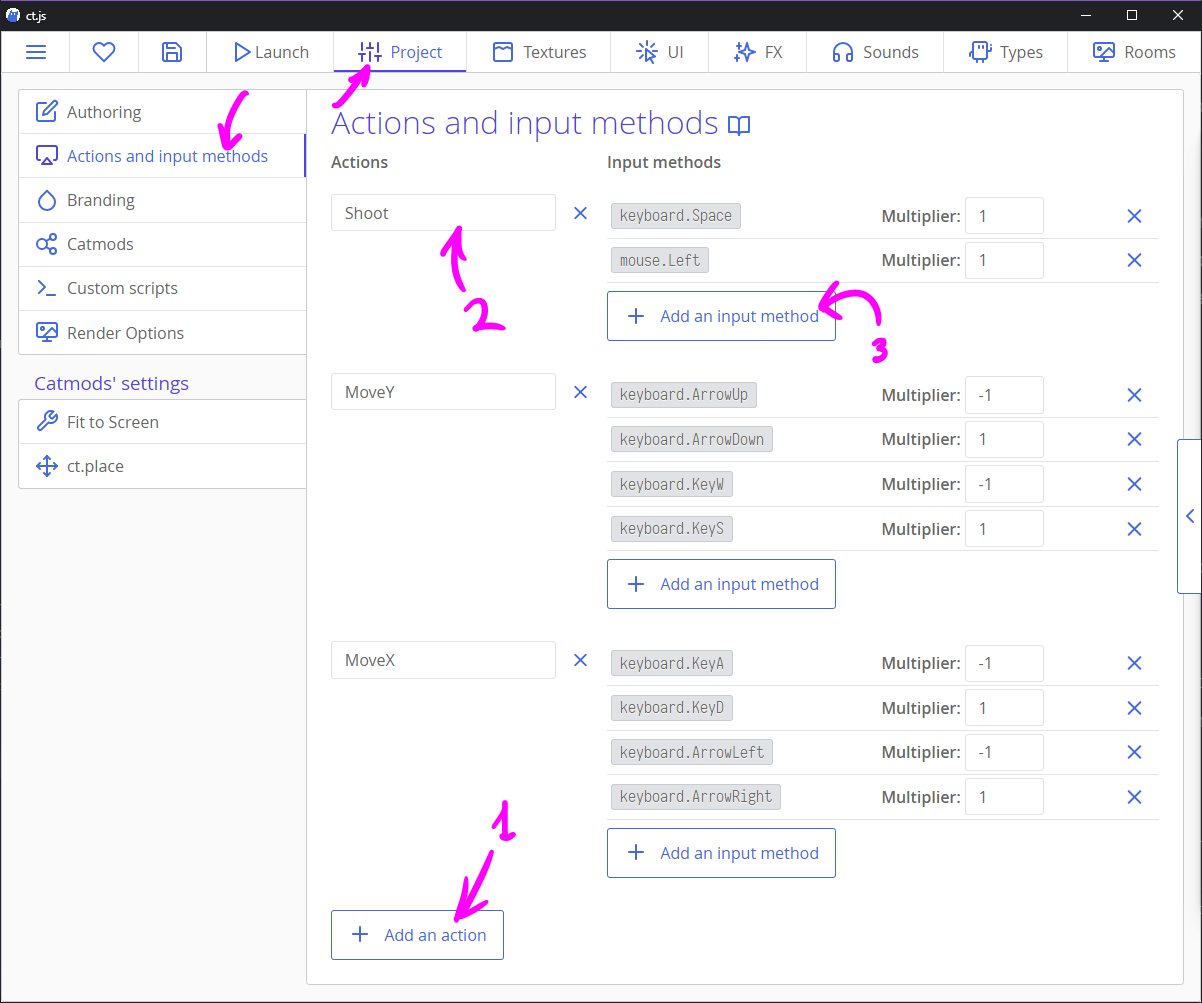 ct.js
Launch Project Textures UI FX Sounds Types Rooms
Authoring
Actions and input methods
Branding
Catmods
Custom scripts
Render Options
Catmods' settings
Fit to Screen
ct.place
Actions and input methods
Actions Input methods
Shoot keyboard.Space Multiplier: 1
mouse.Left Multiplier: 1
Add an input method
2
3
MoveY keyboard.ArrowUp Multiplier: -1
keyboard.ArrowDown Multiplier: 1
keyboard.KeyW Multiplier: -1
keyboard.KeyS Multiplier: 1
Add an input method
MoveX keyboard.KeyA Multiplier: -1
keyboard.KeyD Multiplier: 1
keyboard.ArrowLeft Multiplier: -1
keyboard.ArrowRight Multiplier: 1
1
Add an input method
Add an action